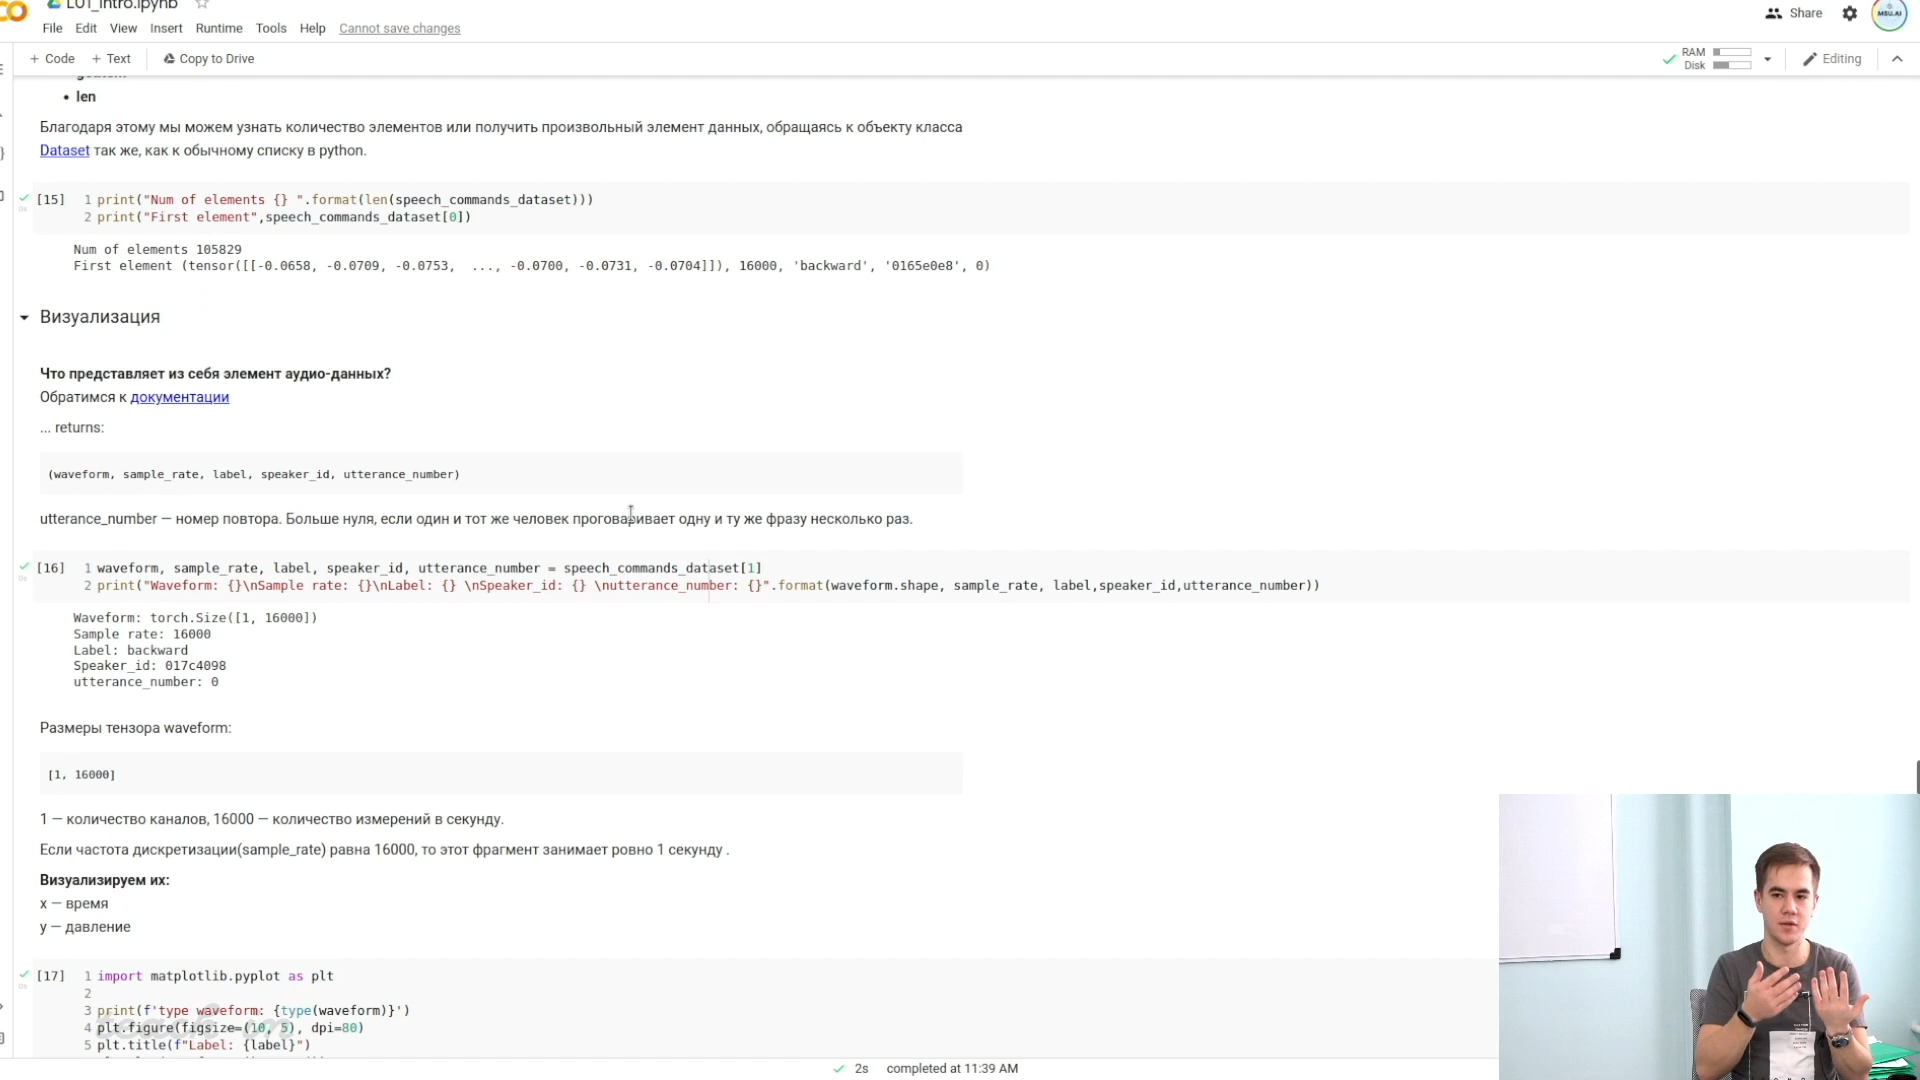 L01_Intro.ipynb
File Edit View Insert Runtime Tools Help Cannot save changes
Share
MSU.AI
+ Code + Text Copy to Drive
RAM
Disk
Editing
• len
Благодаря этому мы можем узнать количество элементов или получить произвольный элемент данных, обращаясь к объекту класса
Dataset так же, как к обычному списку в python.
[15] 1 print("Num of elements {} ".format(len(speech_commands_dataset)))
2 print("First element",speech_commands_dataset[0])
Num of elements 105829
First element (tensor([[-0.0658, -0.0709, -0.0753, ..., -0.0700, -0.0731, -0.0704]]), 16000, 'backward', '0165e0e8', 0)
Визуализация
Что представляет из себя элемент аудио-данных?
Обратимся к документации
... returns:
(waveform, sample_rate, label, speaker_id, utterance_number)
utterance_number — номер повтора. Больше нуля, если один и тот же человек проговаривает одну и ту же фразу несколько раз.
[16] 1 waveform, sample_rate, label, speaker_id, utterance_number = speech_commands_dataset[1]
2 print("Waveform: {}\nSample rate: {}\nLabel: {} \nSpeaker_id: {} \nutterance_number: {}".format(waveform.shape, sample_rate, label,speaker_id,utterance_number))
Waveform: torch.Size([1, 16000])
Sample rate: 16000
Label: backward
Speaker_id: 017c4098
utterance_number: 0
Размеры тензора waveform:
[1, 16000]
1 — количество каналов, 16000 — количество измерений в секунду.
Если частота дискретизации(sample_rate) равна 16000, то этот фрагмент занимает ровно 1 секунду .
Визуализируем их:
x — время
y — давление
[17] 1 import matplotlib.pyplot as plt
2
3 print(f'type waveform: {type(waveform)}')
4 plt.figure(figsize=(10, 5), dpi=80)
5 plt.title(f"Label: {label}")
2s completed at 11:39 AM